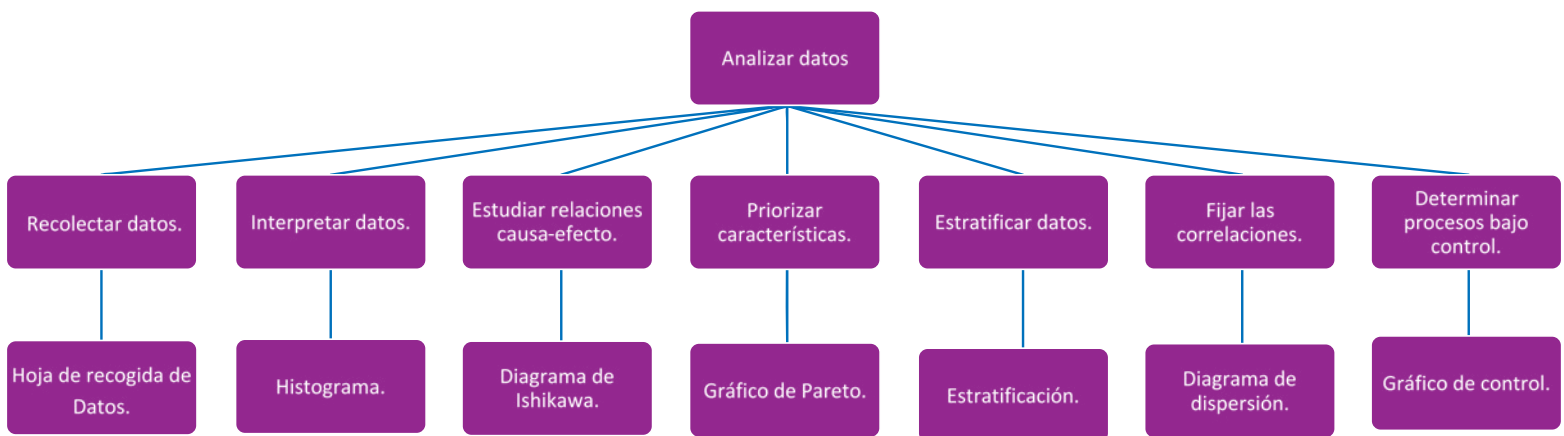 Analizar datos
Recolectar datos.
Interpretar datos.
Estudiar relaciones
causa-efecto.
Priorizar
características.
Estratificar datos.
Fijar las
correlaciones.
Determinar
procesos bajo
control.
Hoja de recogida de
Datos.
Histograma.
Diagrama de
Ishikawa.
Gráfico de Pareto.
Estratificación.
Diagrama de
dispersión.
Gráfico de control.